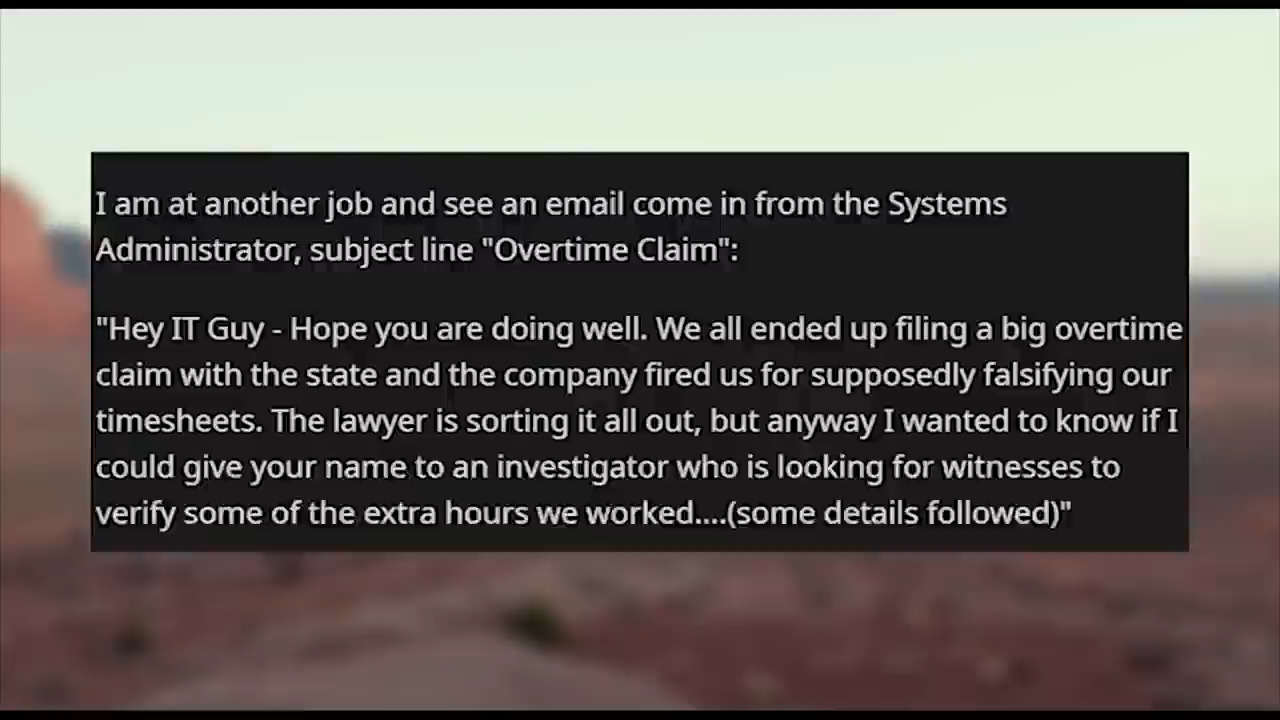 I am at another job and see an email come in from the Systems
Administrator, subject line "Overtime Claim":
"Hey IT Guy - Hope you are doing well. We all ended up filing a big overtime
claim with the state and the company fired us for supposedly falsifying our
timesheets. The lawyer is sorting it all out, but anyway I wanted to know if I
could give your name to an investigator who is looking for witnesses to
verify some of the extra hours we worked....(some details followed)"